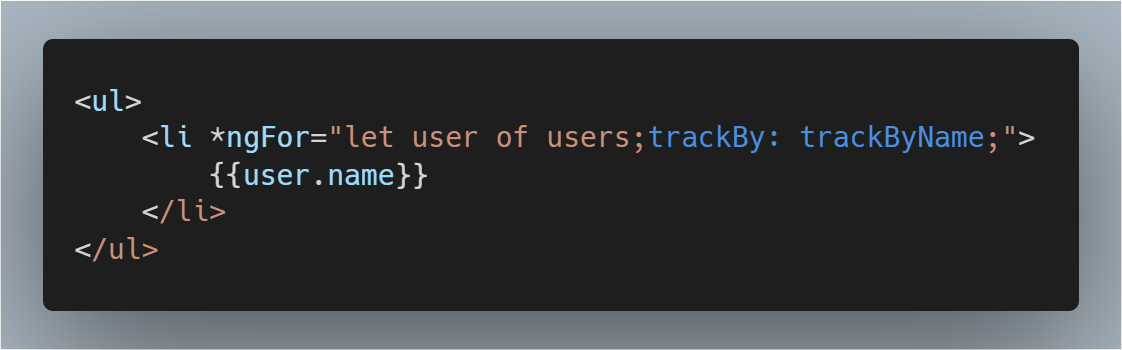 <ul>
    <li *ngFor="let user of users;trackBy: trackByName;">
        {{user.name}}
    </li>
</ul>